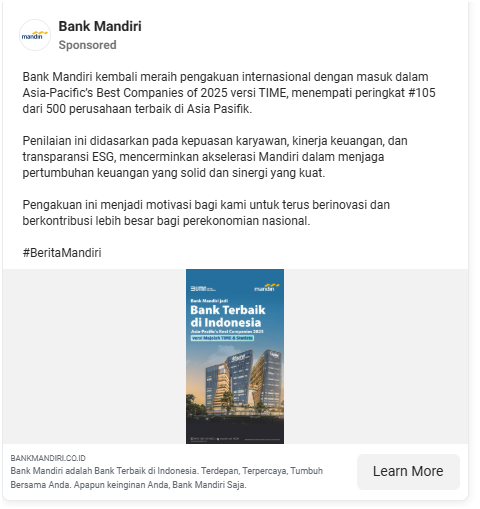 Bank Mandiri
mandiri
Sponsored
Bank Mandiri kembali meraih pengakuan internasional dengan masuk dalam
Asia-Pacific's Best Companies of 2025 versi TIME, menempati peringkat #105
dari 500 perusahaan terbaik di Asia Pasifik.
Penilaian ini didasarkan pada kepuasan karyawan, kinerja keuangan, dan
transparansi ESG, mencerminkan akselerasi Mandiri dalam menjaga
pertumbuhan keuangan yang solid dan sinergi yang kuat.
Pengakuan ini menjadi motivasi bagi kami untuk terus berinovasi dan
berkontribusi lebih besar bagi perekonomian nasional.
#BeritaMandiri
mandiri
Bank Mandiri jadi
Bank Terbaik
di Indonesia
Asia-Pacific's Best Companies 2025
versi Majalah TIME & Statista
BANKMANDIRI.CO.ID
Bank Mandiri adalah Bank Terbaik di Indonesia. Terdepan, Terpercaya, Tumbuh
Bersama Anda. Apapun keinginan Anda, Bank Mandiri Saja.
Learn More